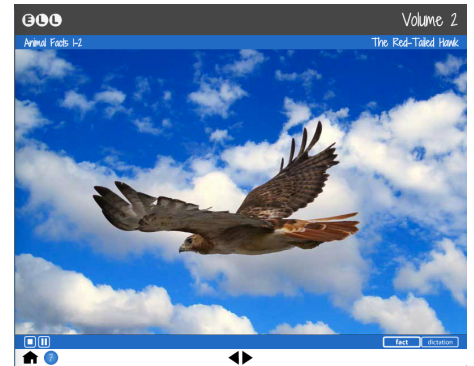 ELL
Volume 2
Animal Facts 1-2
The Red-Tailed Hawk
fact
dictation
?